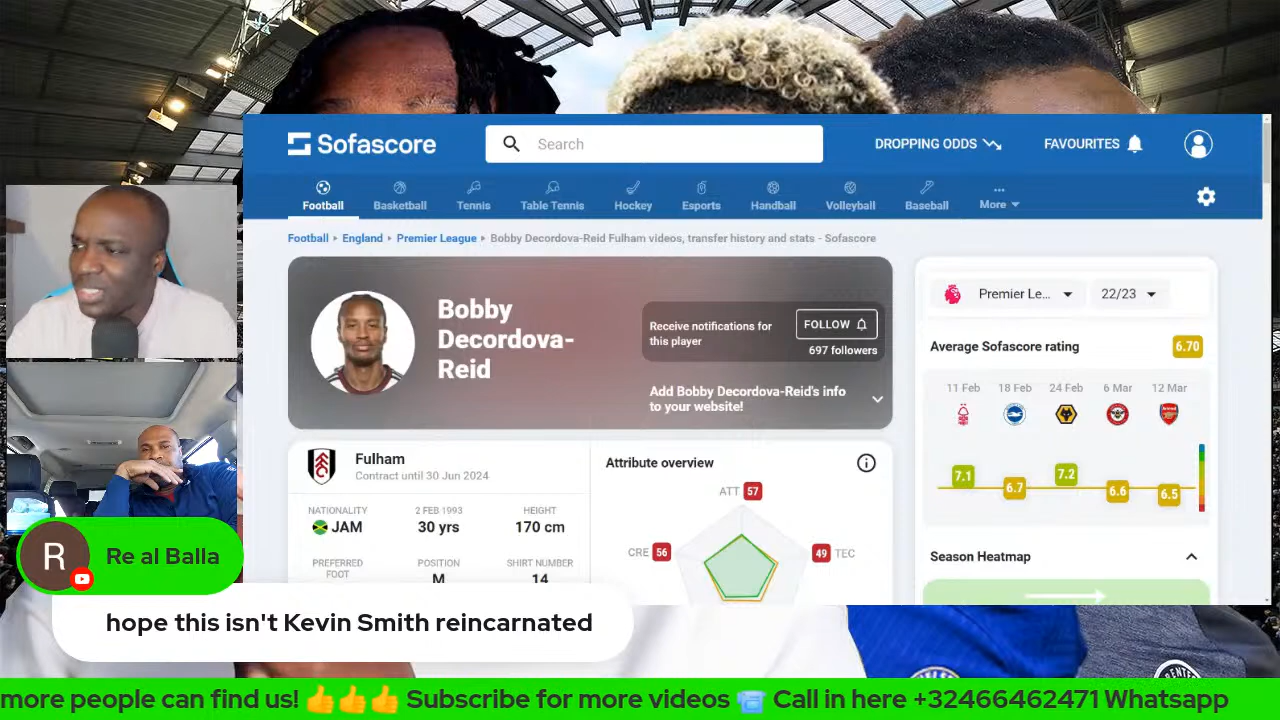 Sofascore
Search
DROPPING ODDS
FAVOURITES
Football
Basketball
Tennis
Table Tennis
Hockey
Esports
Handball
Volleyball
Baseball
More
Football England Premier League Bobby Decordova-Reid Fulham videos, transfer history and stats - Sofascore
Bobby
Decordova-
Reid
Receive notifications for
this player
FOLLOW
697 followers
Add Bobby Decordova-Reid's info
to your website!
Premier Le...
22/23
Average Sofascore rating
6.70
11 Feb
18 Feb
24 Feb
6 Mar
12 Mar
7.1
6.7
7.2
6.6
6.5
Season Heatmap
Fulham
Contract until 30 Jun 2024
NATIONALITY
JAM
2 FEB 1993
30 yrs
HEIGHT
170 cm
PREFERRED
FOOT
POSITION
M
SHIRT NUMBER
14
Attribute overview
ATT 57
CRE 56
49 TEC
R
Re al Balla
hope this isn't Kevin Smith reincarnated
more people can find us! 👍👍👍 Subscribe for more videos Call in here +32466462471 Whatsapp